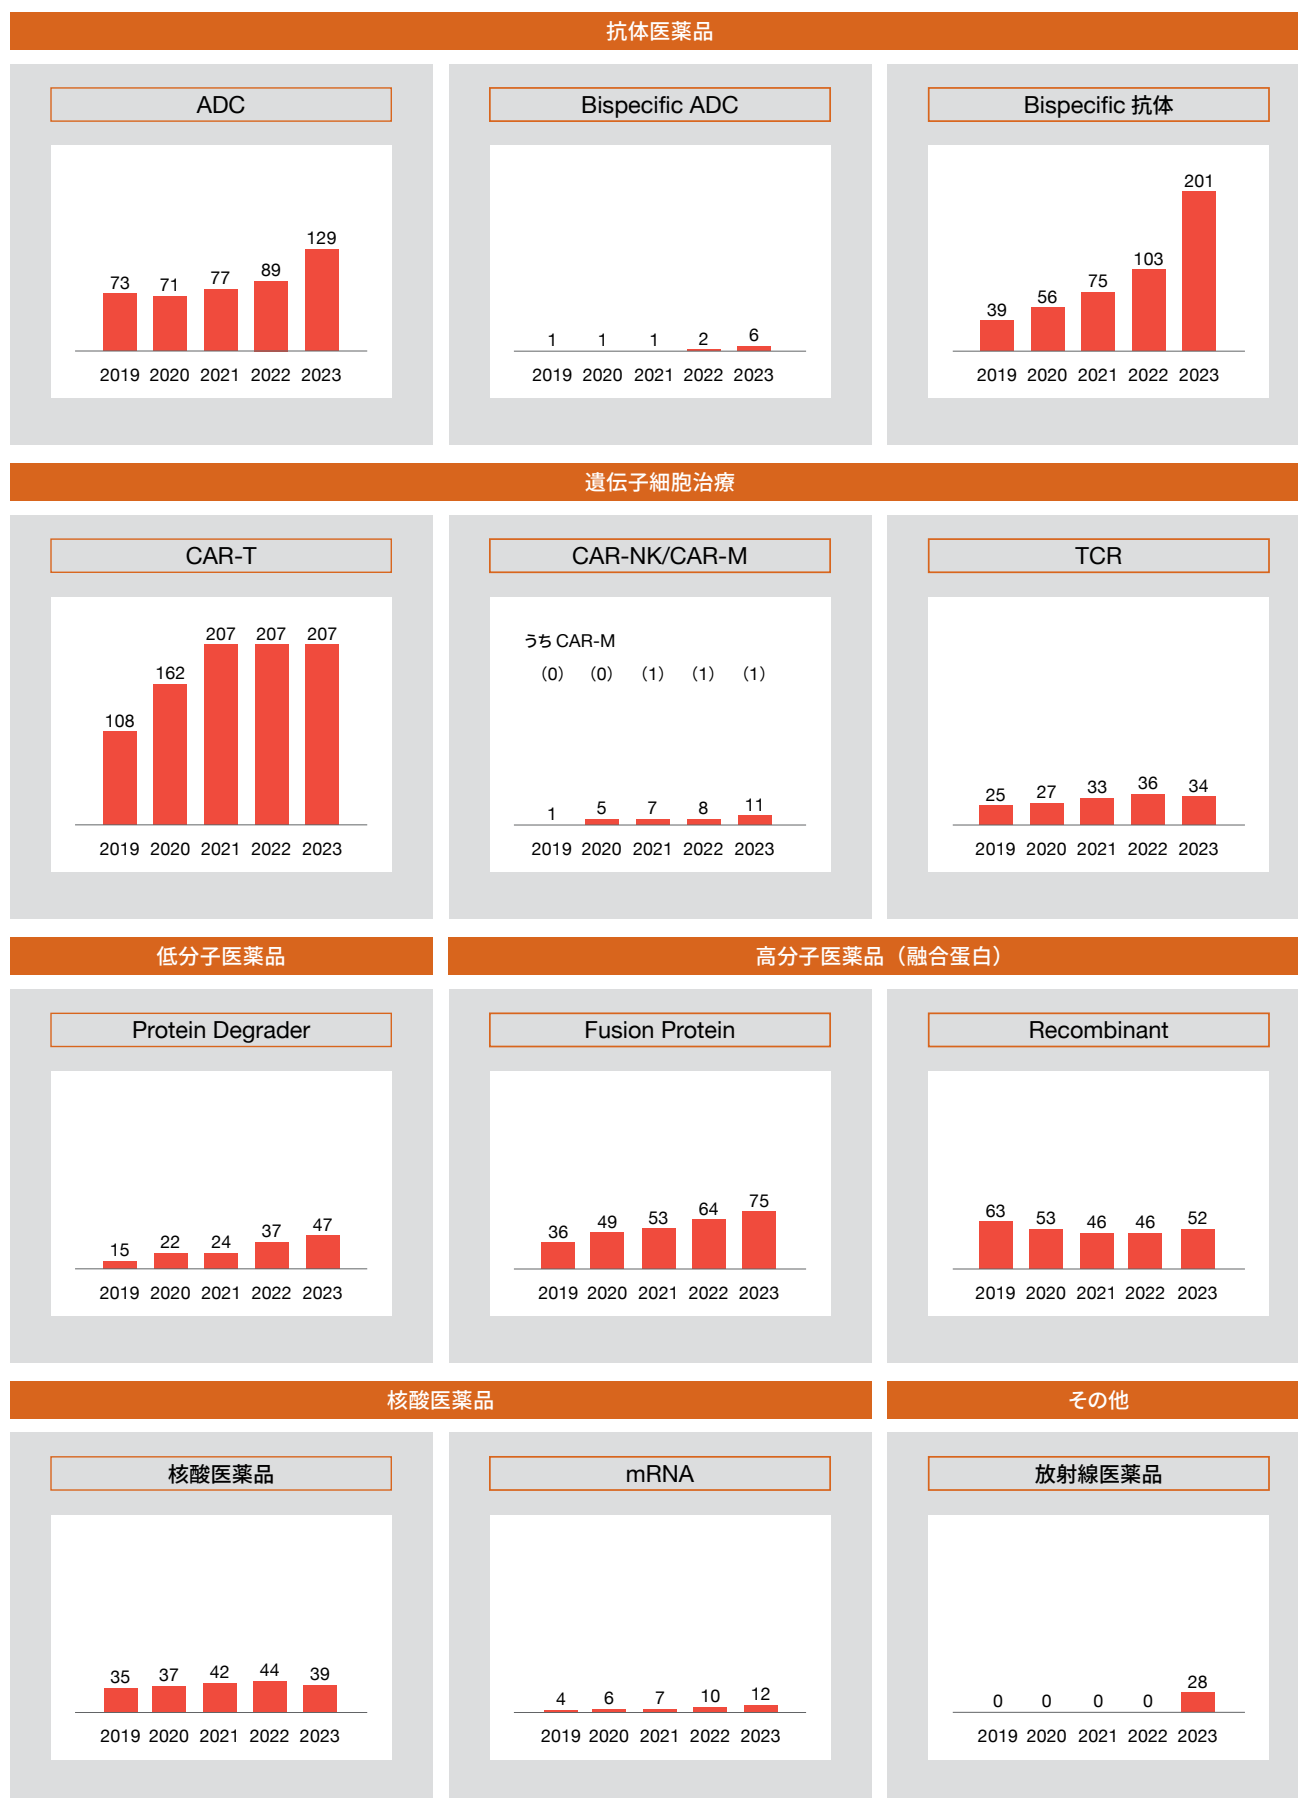 抗体医薬品
ADC
Bispecific ADC
Bispecific 抗体
73 71 77 89 129
2019 2020 2021 2022 2023
1 1 1 2 6
2019 2020 2021 2022 2023
39 56 75 103 201
2019 2020 2021 2022 2023
遺伝子細胞治療
CAR-T
CAR-NK/CAR-M
TCR
108 162 207 207 207
2019 2020 2021 2022 2023
うち CAR-M
（0） （0） （1） （1） （1）
1 5 7 8 11
2019 2020 2021 2022 2023
25 27 33 36 34
2019 2020 2021 2022 2023
低分子医薬品
高分子医薬品（融合蛋白）
Protein Degrader
Fusion Protein
Recombinant
15 22 24 37 47
2019 2020 2021 2022 2023
36 49 53 64 75
2019 2020 2021 2022 2023
63 53 46 46 52
2019 2020 2021 2022 2023
核酸医薬品
その他
核酸医薬品
mRNA
放射線医薬品
35 37 42 44 39
2019 2020 2021 2022 2023
4 6 7 10 12
2019 2020 2021 2022 2023
0 0 0 0 28
2019 2020 2021 2022 2023